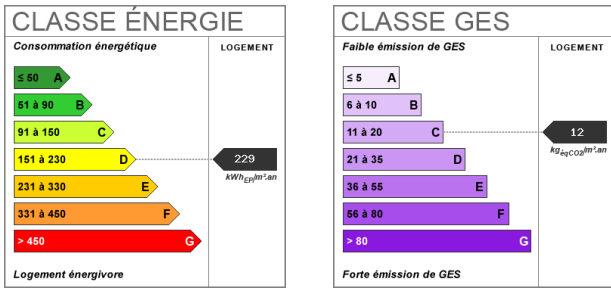 CLASSE ÉNERGIE
Consommation énergétique
LOGEMENT
≤ 50 A
51 à 90 B
91 à 150 C
151 à 230 D
229
kWhEP/m².an
231 à 330 E
331 à 450 F
> 450 G
Logement énergivore
CLASSE GES
Faible émission de GES
LOGEMENT
≤ 5 A
6 à 10 B
11 à 20 C
12
kgéqCO2/m².an
21 à 35 D
36 à 55 E
56 à 80 F
> 80 G
Forte émission de GES